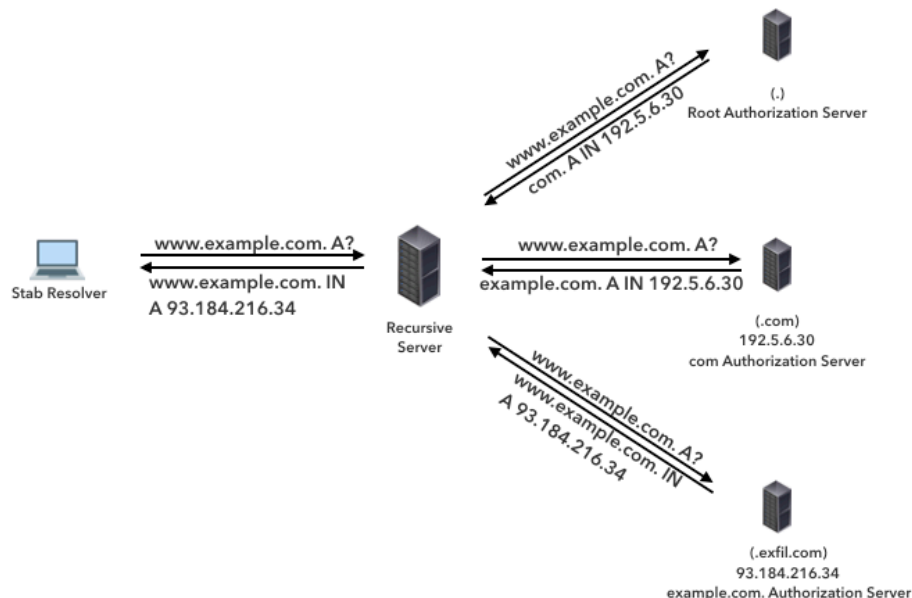 www.example.com. A?
com. A IN 192.5.6.30
(.)
Root Authorization Server
www.example.com. A?
www.example.com. IN
A 93.184.216.34
Stab Resolver
Recursive
Server
www.example.com. A?
example.com. A IN 192.5.6.30
(.com)
192.5.6.30
com Authorization Server
www.example.com. A?
www.example.com. IN
A 93.184.216.34
(.exfil.com)
93.184.216.34
example.com. Authorization Server